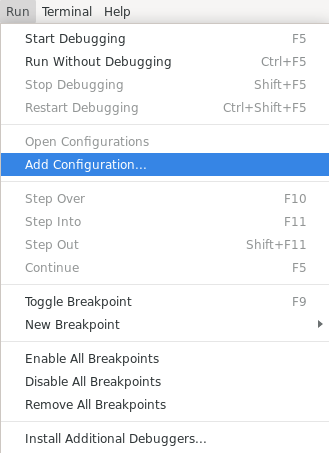 Run Terminal Help
Start Debugging F5
Run Without Debugging Ctrl+F5
Stop Debugging Shift+F5
Restart Debugging Ctrl+Shift+F5
Open Configurations
Add Configuration...
Step Over F10
Step Into F11
Step Out Shift+F11
Continue F5
Toggle Breakpoint F9
New Breakpoint
Enable All Breakpoints
Disable All Breakpoints
Remove All Breakpoints
Install Additional Debuggers...